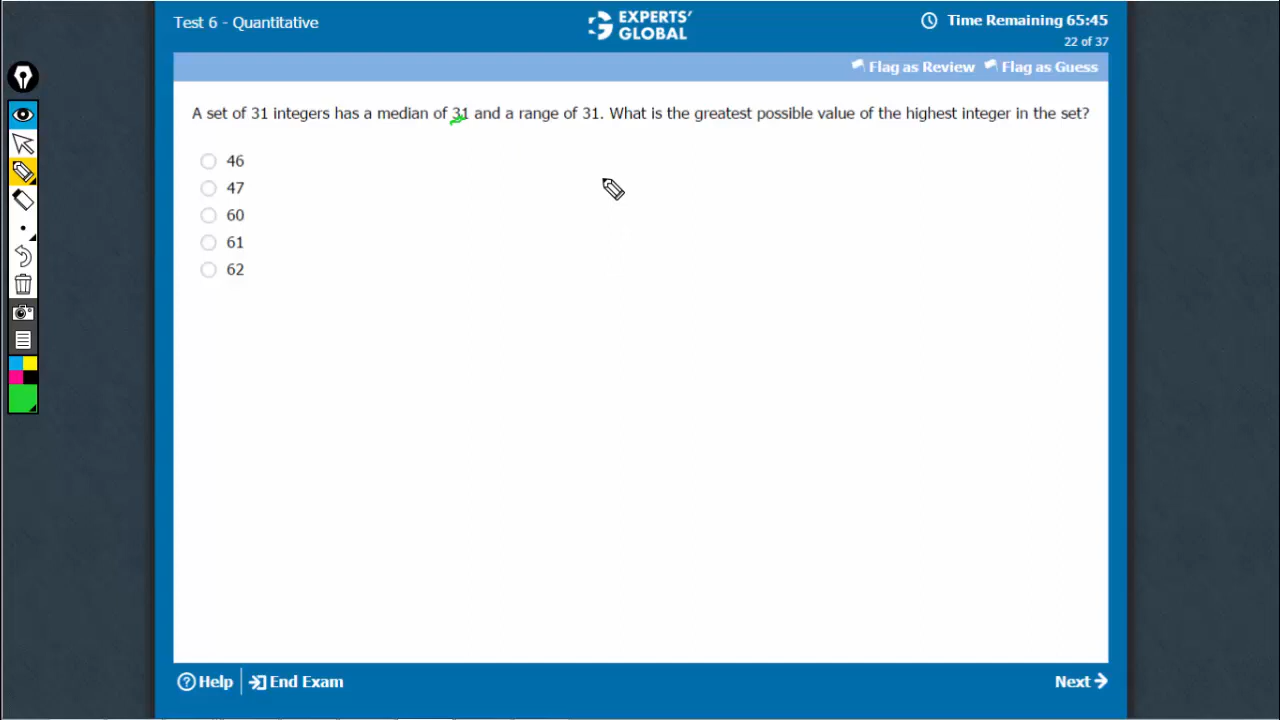 Test 6 - Quantitative
EXPERTS’
GLOBAL
Time Remaining 65:45
22 of 37
Flag as Review
Flag as Guess
A set of 31 integers has a median of 31 and a range of 31. What is the greatest possible value of the highest integer in the set?
46
47
60
61
62
Help
End Exam
Next